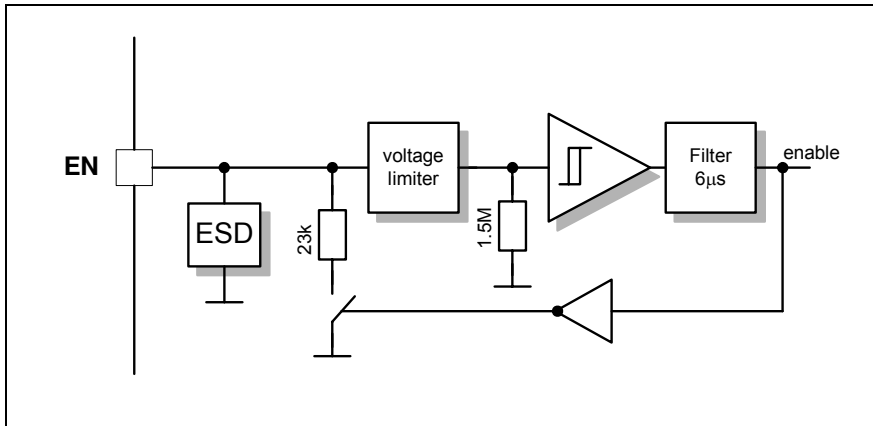 EN
ESD
23k
voltage
limiter
1.5M
Filter
6μs
enable